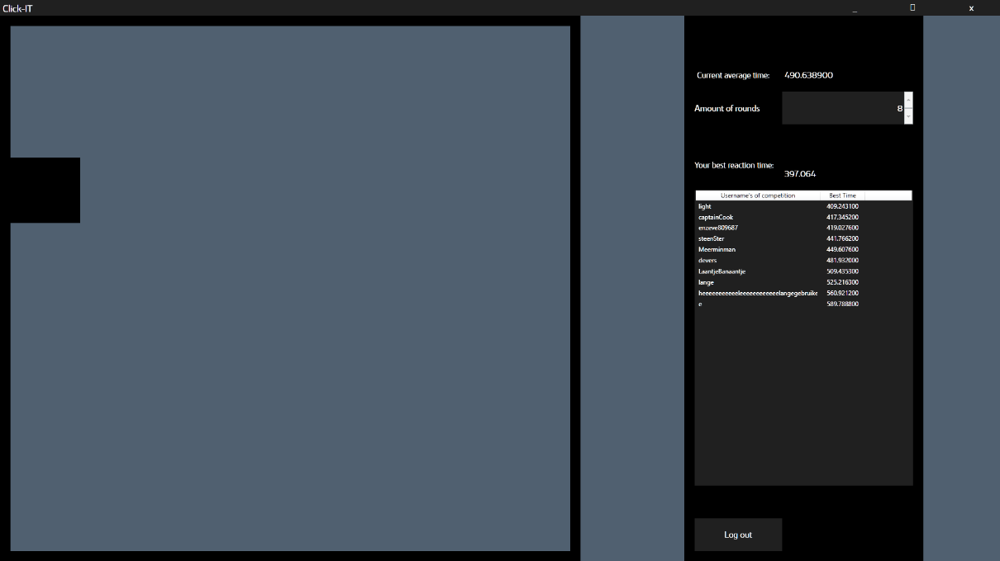 Click-IT
Current average time: 490.638900
Amount of rounds 8
Your best reaction time: 397.064
Username's of competition Best Time
light 409.243100
captainCook 417.345200
enzeve809687 419.027600
steenSter 441.766200
Meerminman 449.607600
devers 481.932000
LaantjeBanaantje 509.435300
lange 525.216300
heeeeeeeeeeleeeeeeeeeeelangegebruike 560.921200
e 589.788800
Log out